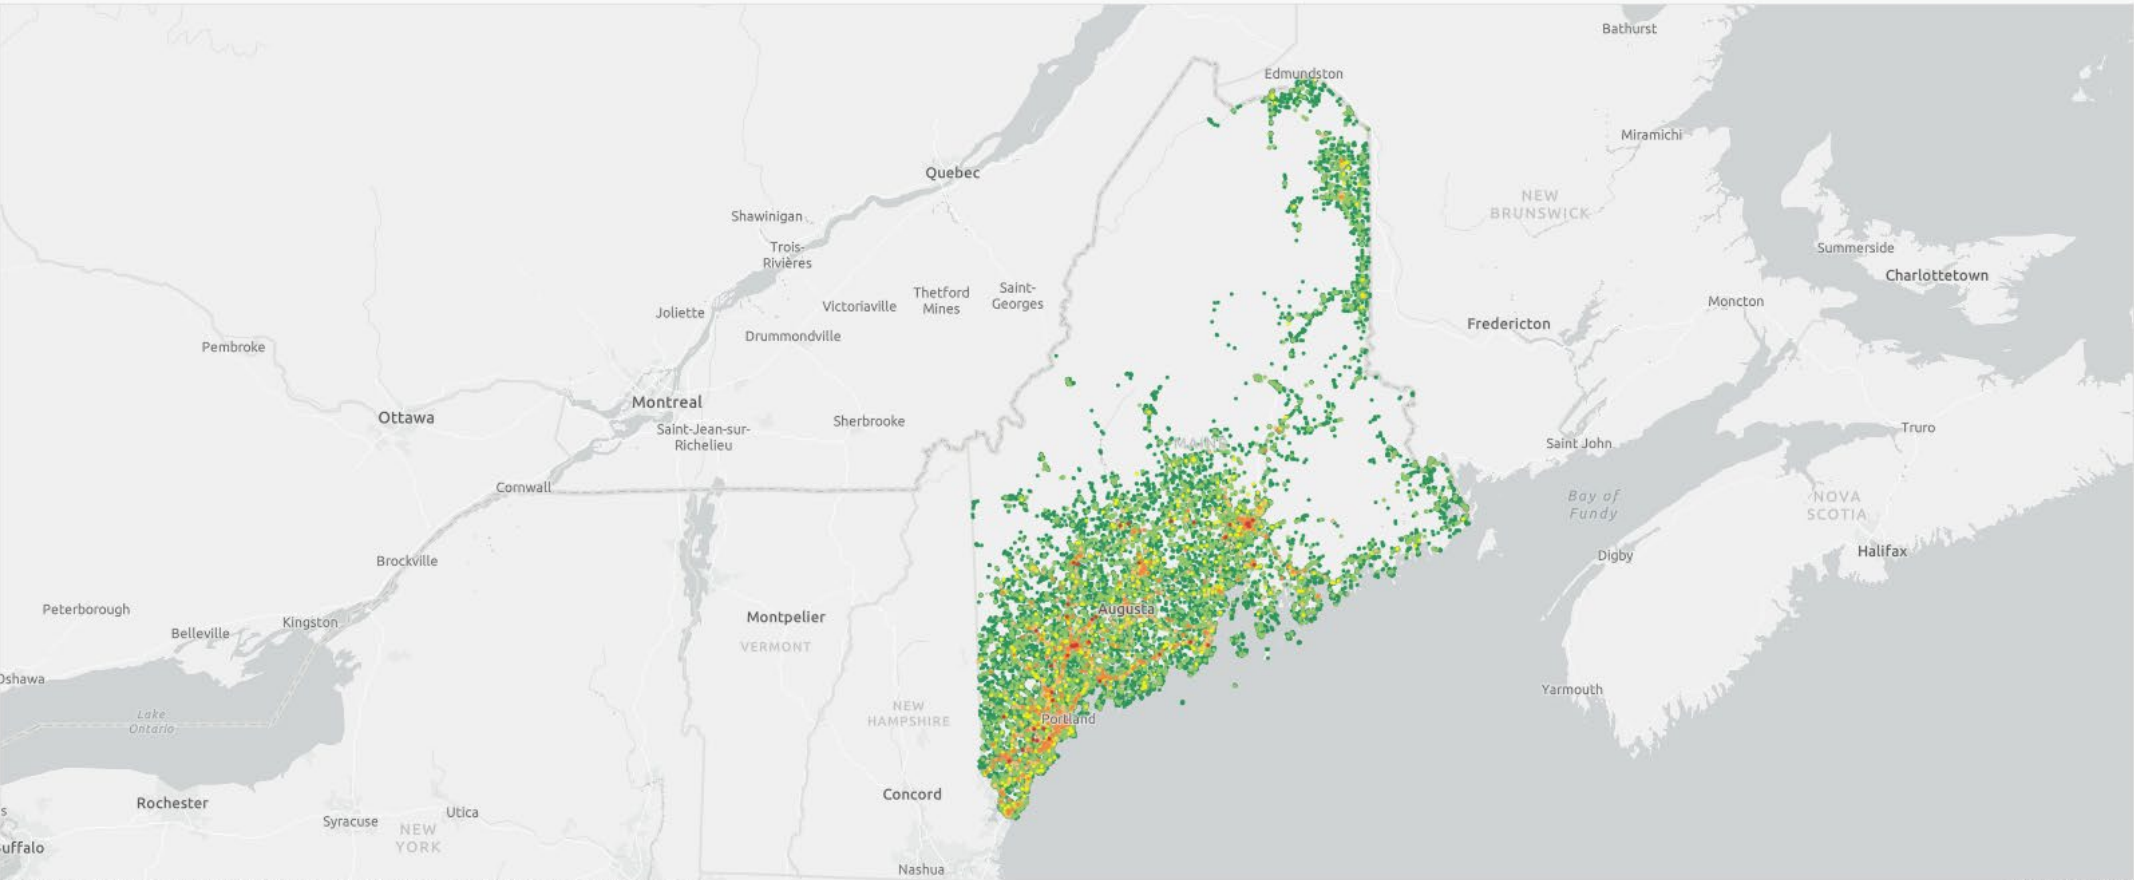 Bathurst
Edmundston
Miramichi
Quebec
NEW
BRUNSWICK
Shawinigan
Trois-
Rivières
Summerside
Charlottetown
Thetford
Mines
Saint-
Georges
Victoriaville
Joliette
Moncton
Drummondville
Fredericton
Pembroke
Montreal
Ottawa
Sherbrooke
Saint-Jean-sur-
Richelieu
Truro
MAINE
Saint John
Cornwall
Bay of
Fundy
NOVA
SCOTIA
Halifax
Digby
Brockville
Peterborough
Augusta
Montpelier
Kingston
Belleville
VERMONT
Oshawa
Yarmouth
Lake
Ontario
NEW
HAMPSHIRE
Portland
Concord
Rochester
Utica
Syracuse
NEW
YORK
uffalo
Nashua